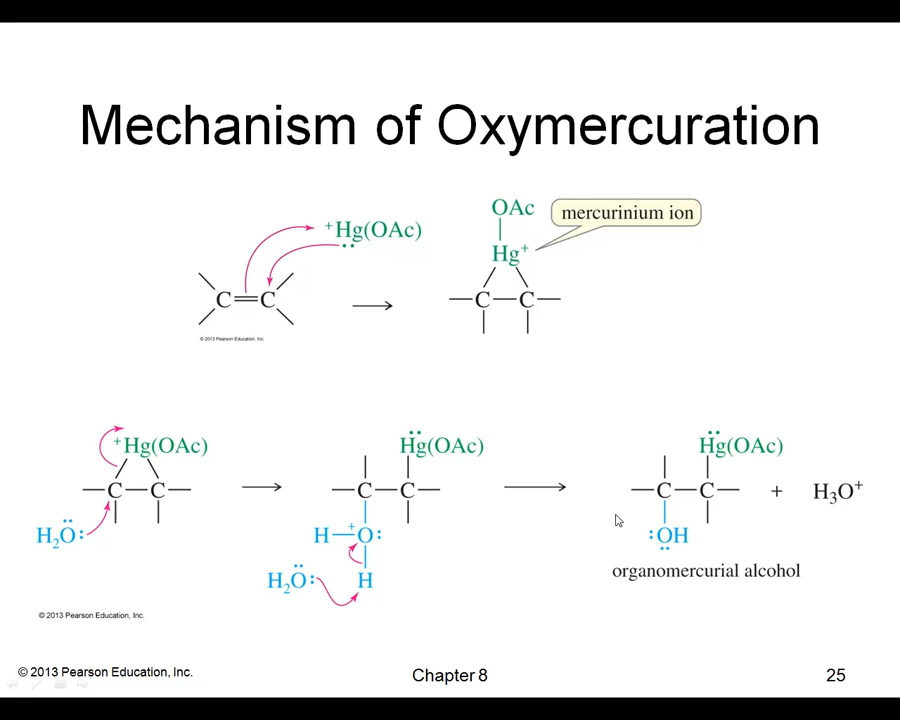 Mechanism of Oxymercuration
OAc
mercurinium ion
⁺Hg(OAc)
Hg⁺
C=C
C—C
© 2013 Pearson Education, Inc.
⁺Hg(OAc)
Hg(OAc)
Hg(OAc)
C—C
C—C
C—C
+
H₃O⁺
H₂O:
H—O⁺:
:OH
H₂O:
H
organomercurial alcohol
© 2013 Pearson Education, Inc.
© 2013 Pearson Education, Inc.
Chapter 8
25